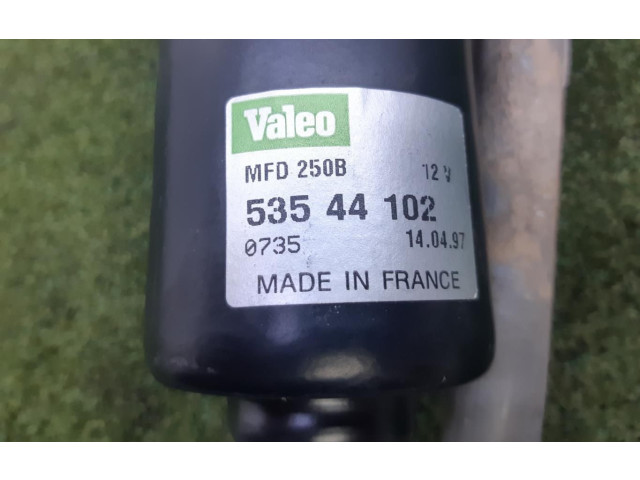 Valeo
MFD 250B 12 V
535 44 102
0735 14.04.97
MADE IN FRANCE